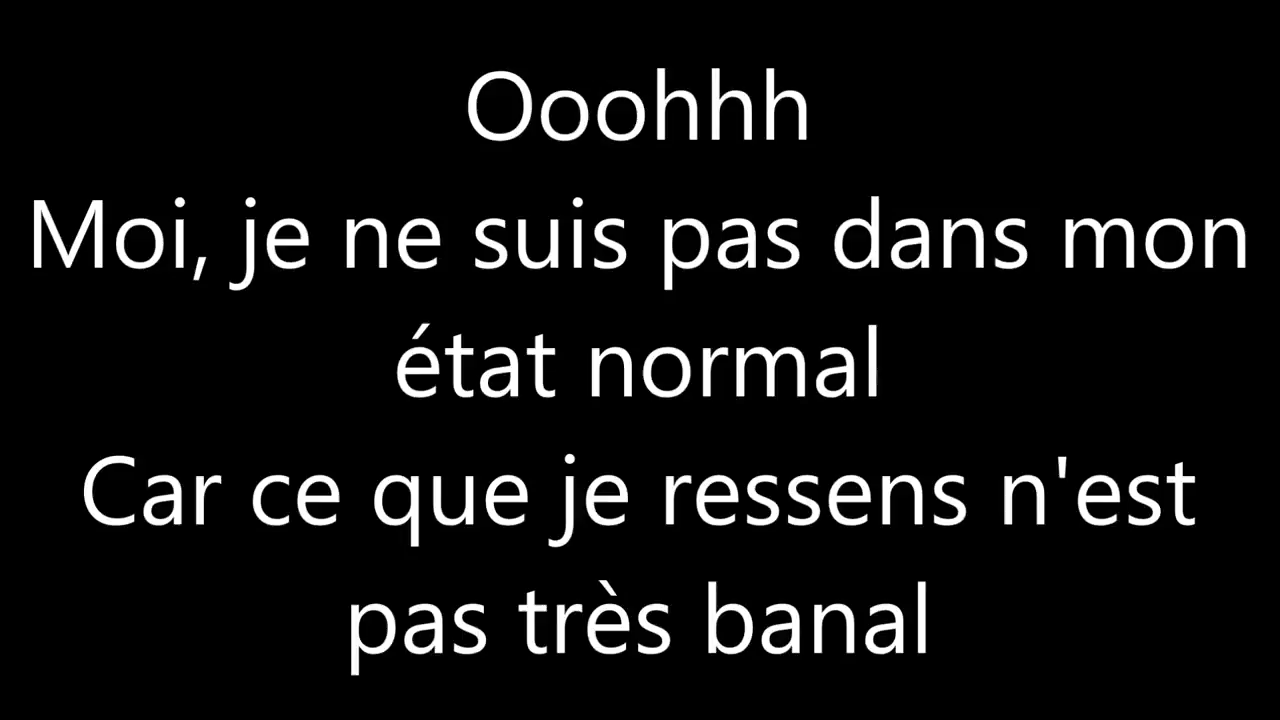 Ooohhh
Moi, je ne suis pas dans mon
état normal
Car ce que je ressens n'est
pas très banal